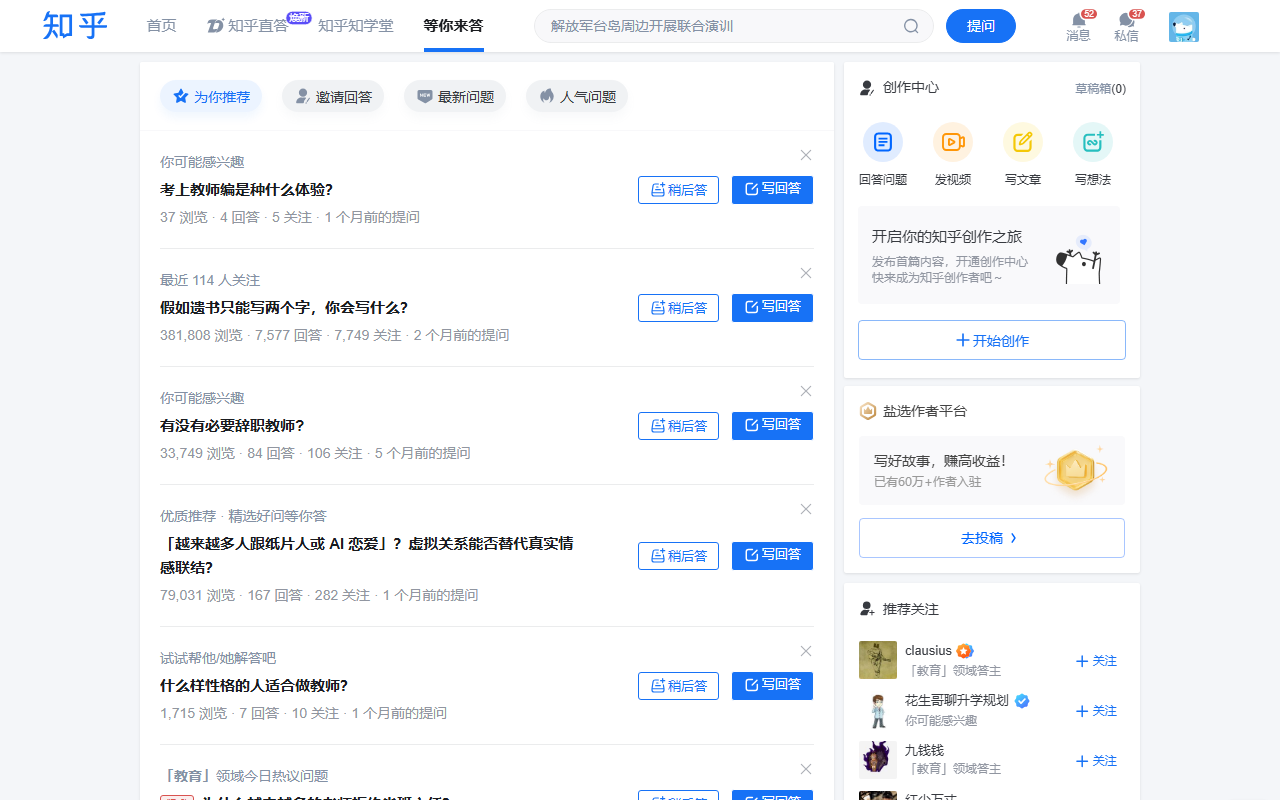 知乎
首页
知乎直答
焕新
知乎知学堂
等你来答
解放军台岛周边开展联合演训
提问
52
消息
37
私信
为你推荐
邀请回答
NEW
最新问题
人气问题
你可能感兴趣
考上教师编是种什么体验？
37 浏览 · 4 回答 · 5 关注 · 1 个月前的提问
稍后答
写回答
最近 114 人关注
假如遗书只能写两个字，你会写什么？
381,808 浏览 · 7,577 回答 · 7,749 关注 · 2 个月前的提问
稍后答
写回答
你可能感兴趣
有没有必要辞职教师？
33,749 浏览 · 84 回答 · 106 关注 · 5 个月前的提问
稍后答
写回答
优质推荐 · 精选好问等你答
「越来越多人跟纸片人或 AI 恋爱」？虚拟关系能否替代真实情
感联结？
79,031 浏览 · 167 回答 · 282 关注 · 1 个月前的提问
稍后答
写回答
试试帮他/她解答吧
什么样性格的人适合做教师？
1,715 浏览 · 7 回答 · 10 关注 · 1 个月前的提问
稍后答
写回答
「教育」领域今日热议问题
创作中心
草稿箱(0)
回答问题
发视频
写文章
写想法
开启你的知乎创作之旅
发布首篇内容，开通创作中心
快来成为知乎创作者吧～
开始创作
盐选作者平台
写好故事，赚高收益！
已有60万+作者入驻
去投稿
推荐关注
clausius
「教育」领域答主
关注
花生哥聊升学规划
你可能感兴趣
关注
九钱钱
「教育」领域答主
关注